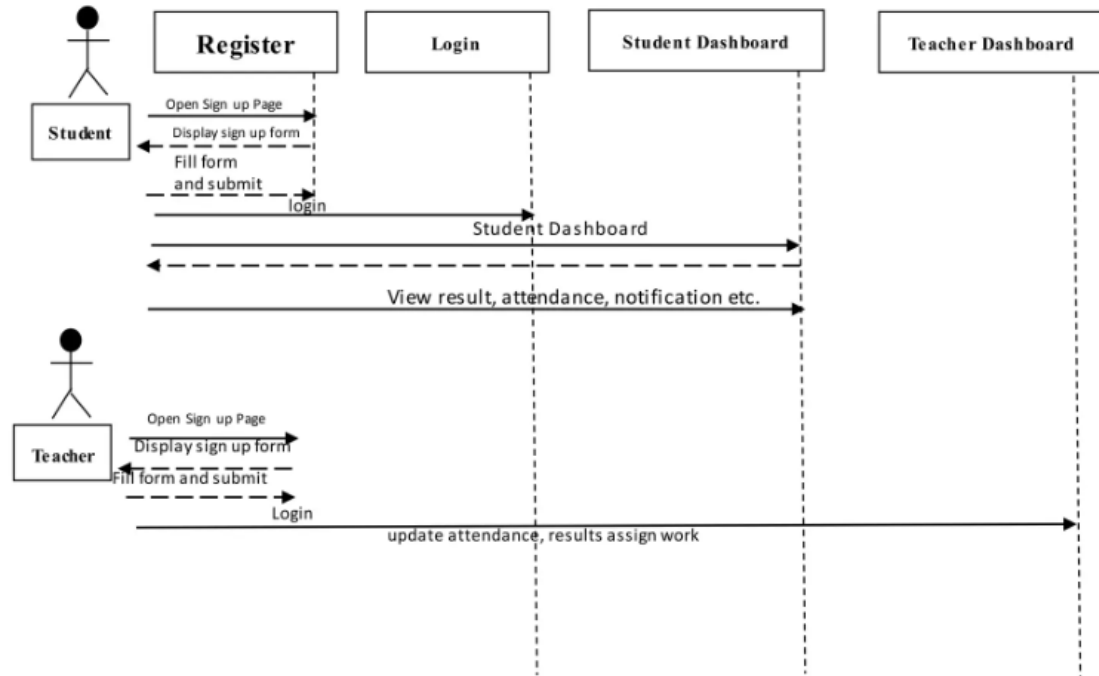 Register
Login
Student Dashboard
Teacher Dashboard
Open Sign up Page
Student
Display sign up form
Fill form
and submit
login
Student Dashboard
View result, attendance, notification etc.
Open Sign up Page
Teacher
Display sign up form
Fill form and submit
Login
update attendance, results assign work